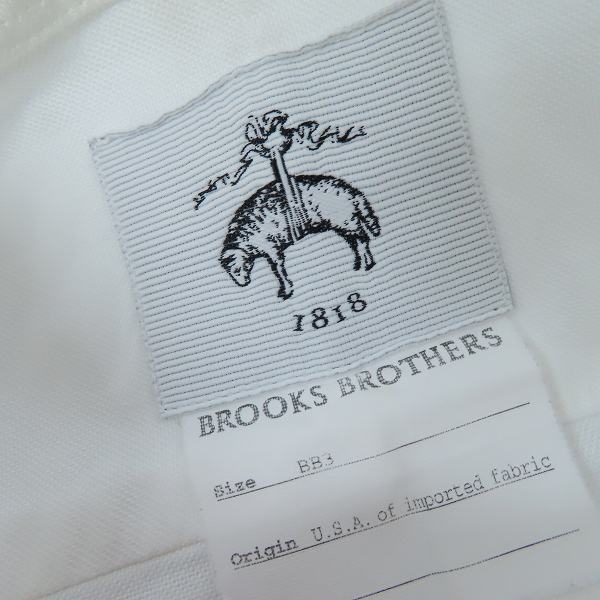 1818
BROOKS BROTHERS
Size BB3
Origin U.S.A. of imported fabric